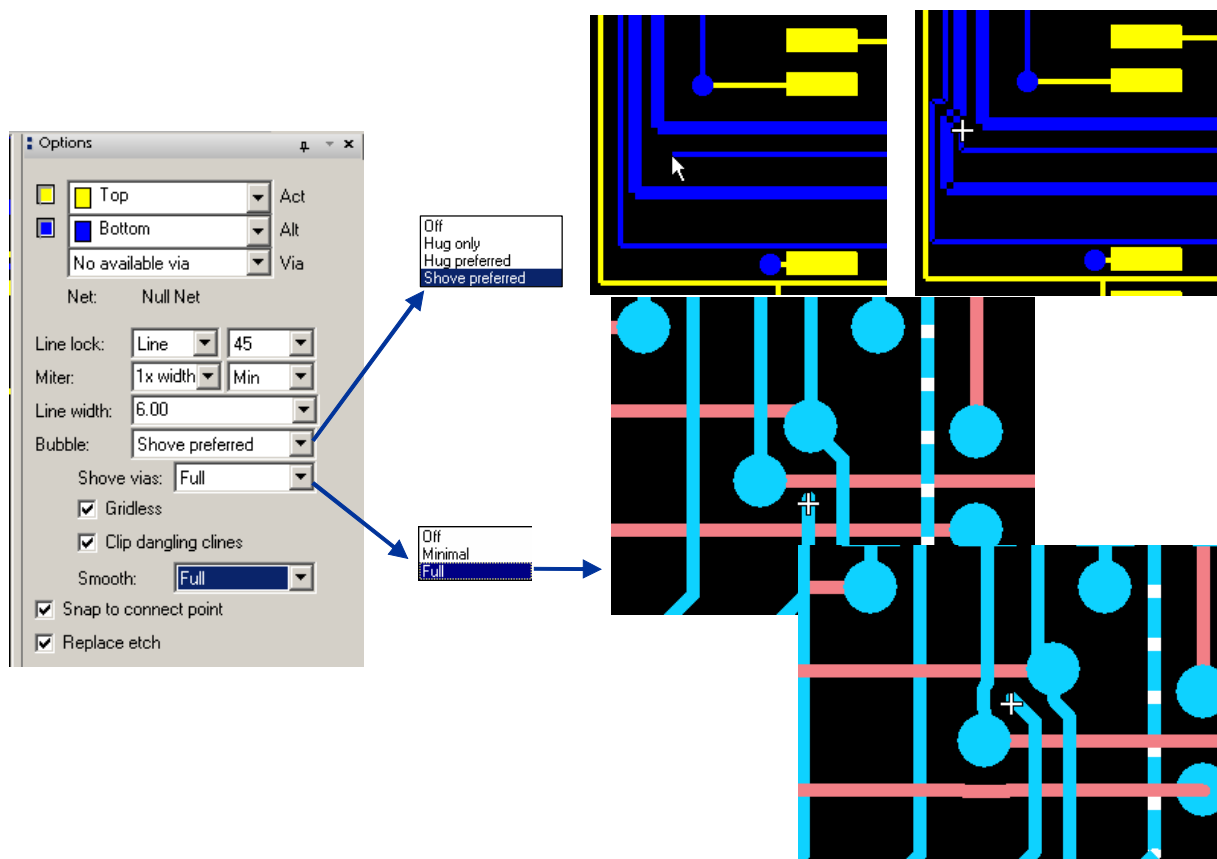 Options
Top Act
Bottom Alt
No available via Via
Net: Null Net
Line lock: Line 45
Miter: 1x width Min
Line width: 6.00
Bubble: Shove preferred
Shove vias: Full
Gridless
Clip dangling clines
Smooth: Full
Snap to connect point
Replace etch
Off
Hug only
Hug preferred
Shove preferred
Off
Minimal
Full